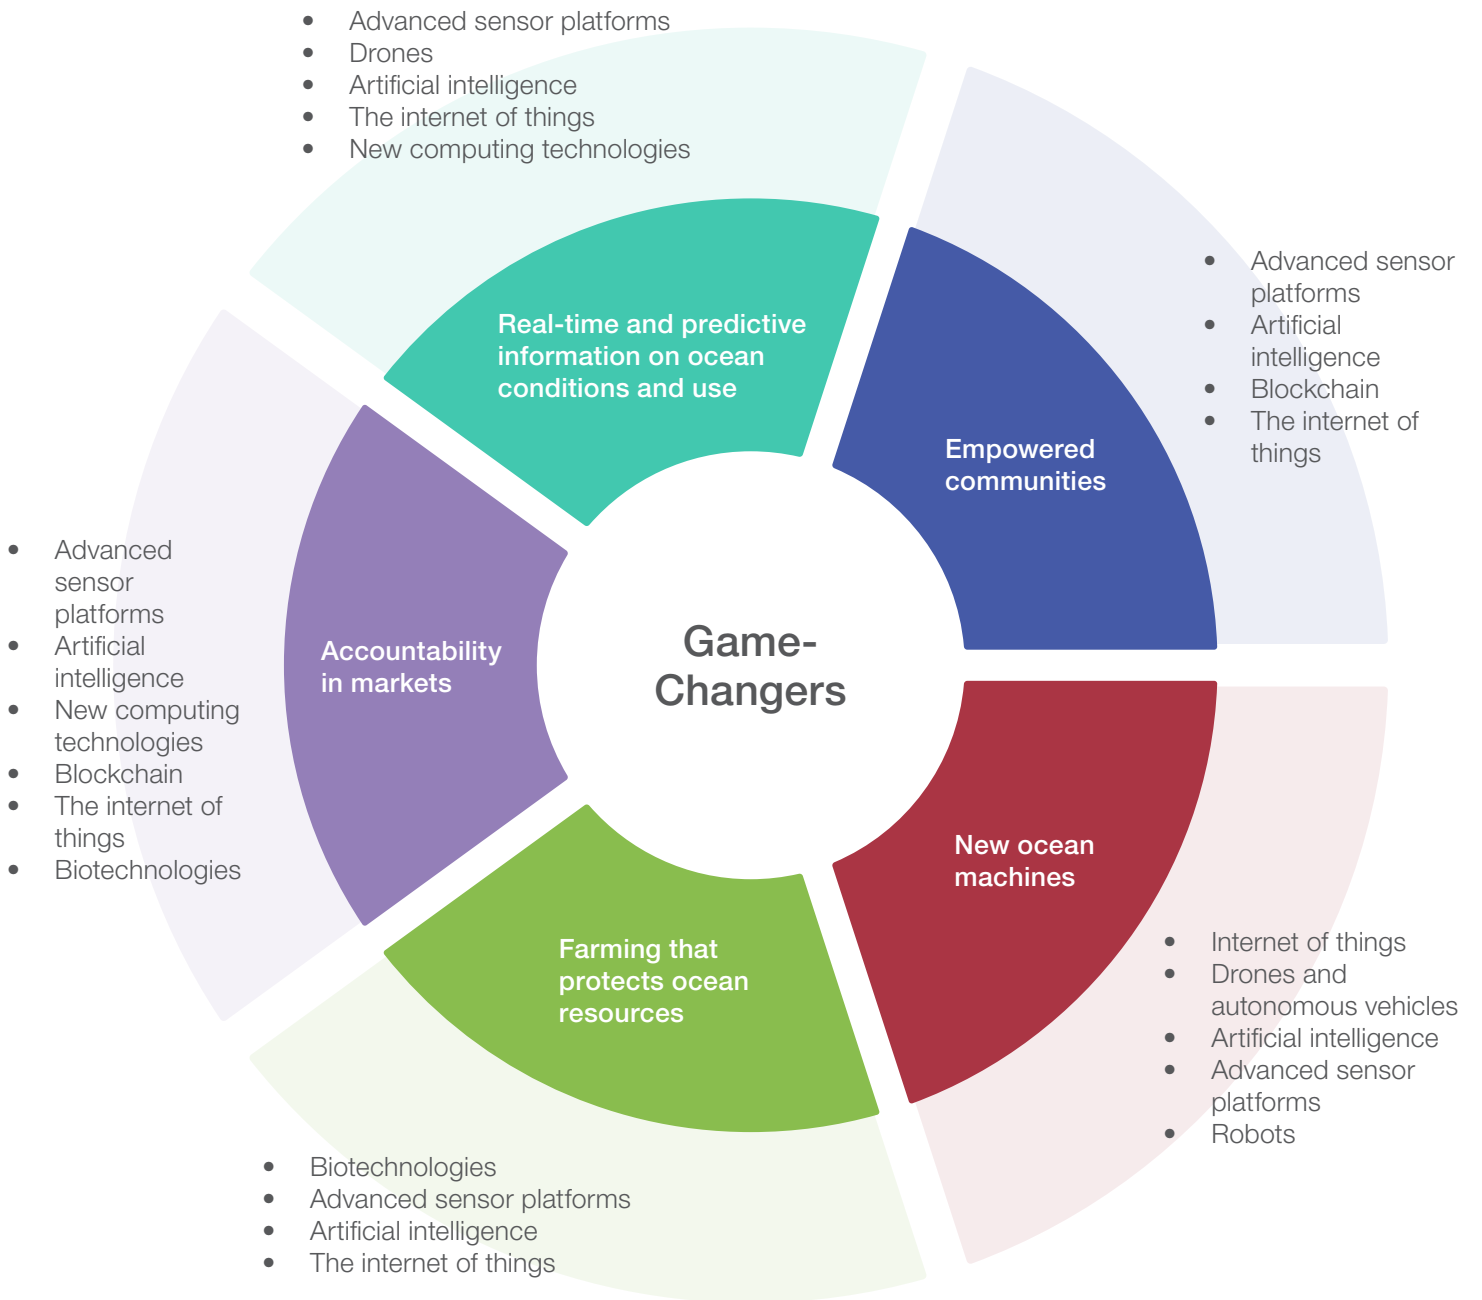 • Advanced sensor platforms
• Drones
• Artificial intelligence
• The internet of things
• New computing technologies
Real-time and predictive
information on ocean
conditions and use
• Advanced sensor
platforms
• Artificial
intelligence
• Blockchain
• The internet of
things
Empowered
communities
• Advanced
sensor
platforms
• Artificial
intelligence
• New computing
technologies
• Blockchain
• The internet of
things
• Biotechnologies
Accountability
in markets
Game-
Changers
New ocean
machines
• Internet of things
• Drones and
autonomous vehicles
• Artificial intelligence
• Advanced sensor
platforms
• Robots
Farming that
protects ocean
resources
• Biotechnologies
• Advanced sensor platforms
• Artificial intelligence
• The internet of things